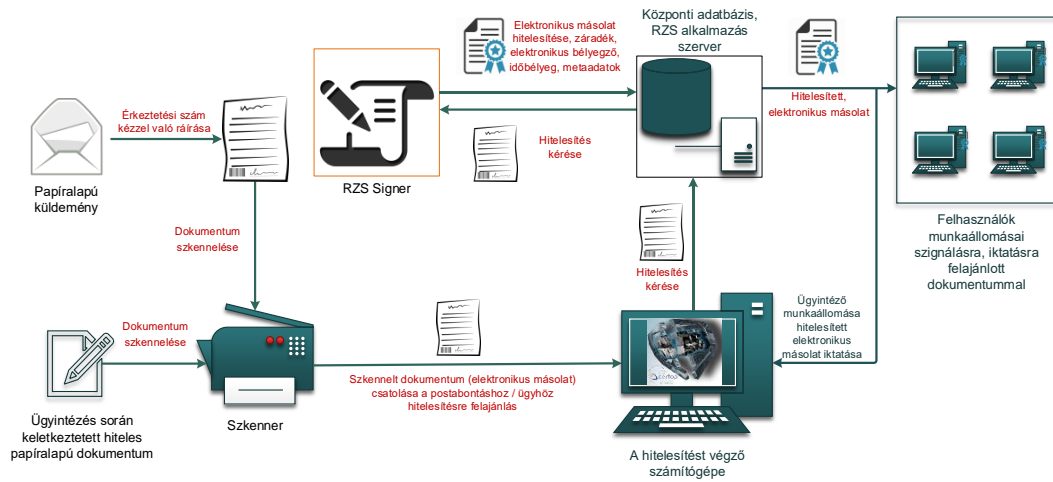 Elektronikus másolat
hitelesítése, záradék,
elektronikus bélyegző,
időbélyeg, metaadatok
Központi adatbázis,
RZS alkalmazás
szerver
Érkeztetési szám
kézzel való ráírása
Papíralapú
küldemény
RZS Signer
Hitelesítés
kérése
Hitelesített,
elektronikus másolat
Felhasználók
munkaállomásai
szignálásra, iktatásra
felajánlott
dokumentummal
Dokumentum
szkennelése
Hitelesítés
kérése
Dokumentum
szkennelése
Ügyintézés során
keletkeztetett hiteles
papíralapú dokumentum
Szkenner
Szkennelt dokumentum (elektronikus másolat)
csatolása a postabontáshoz / ügyhöz
hitelesítésre felajánlás
Ügyintéző
munkaállomása
hitelesített
elektronikus
másolat iktatása
A hitelesítést végző
számítógépe